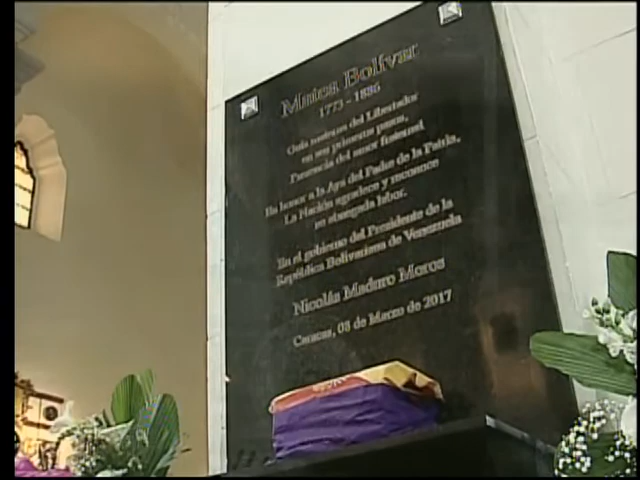 Matea Bolívar
1773 - 1886
Guía nodriza del Libertador
en sus primeros pasos,
Presencia del amor fraternal.
En honor a la Aya del Padre de la Patria,
La Nación agradece y reconoce
su abnegada labor.
En el gobierno del Presidente de la
República Bolivariana de Venezuela
Nicolás Maduro Moros
Caracas, 08 de Marzo de 2017